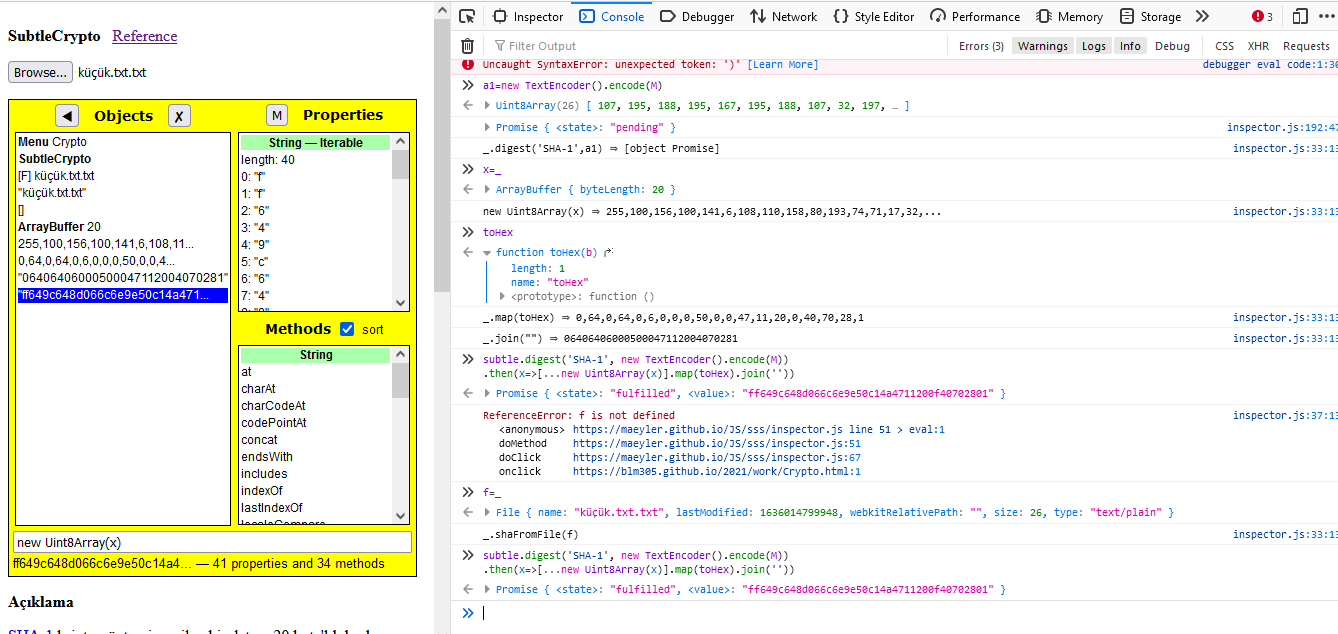 SubtleCrypto Reference
Browse... küçük.txt.txt
◀ Objects ✗
Menu Crypto
SubtleCrypto
[F] küçük.txt.txt
"küçük.txt.txt"
[]
ArrayBuffer 20
255,100,156,100,141,6,108,11...
0,64,0,64,0,6,0,0,0,50,0,0,4...
"06406406000500047112004070281"
"ff649c648d066c6e9e50c14a471...
M Properties
String — Iterable
length: 40
0: "f"
1: "f"
2: "6"
3: "4"
4: "9"
5: "c"
6: "6"
7: "4"
Methods sort
String
at
charAt
charCodeAt
codePointAt
concat
endsWith
includes
indexOf
lastIndexOf
localeCompare
new Uint8Array(x)
ff649c648d066c6e9e50c14a4... — 41 properties and 34 methods
Açıklama
Inspector Console Debugger Network Style Editor Performance Memory Storage 3
Filter Output Errors (3) Warnings Logs Info Debug CSS XHR Requests
Uncaught SyntaxError: unexpected token: ')' [Learn More] debugger eval code:1:30
a1=new TextEncoder().encode(M)
Uint8Array(26) [ 107, 195, 188, 195, 167, 195, 188, 107, 32, 197, … ]
Promise { <state>: "pending" } inspector.js:192:47
_.digest('SHA-1',a1) ⇒ [object Promise] inspector.js:33:13
x=_
ArrayBuffer { byteLength: 20 }
new Uint8Array(x) ⇒ 255,100,156,100,141,6,108,110,158,80,193,74,71,17,32,... inspector.js:33:13
toHex
function toHex(b)
length: 1
name: "toHex"
<prototype>: function ()
_.map(toHex) ⇒ 0,64,0,64,0,6,0,0,0,50,0,0,47,11,20,0,40,70,28,1 inspector.js:33:13
_.join("") ⇒ 06406406000500047112004070281 inspector.js:33:13
subtle.digest('SHA-1', new TextEncoder().encode(M))
.then(x=>[...new Uint8Array(x)].map(toHex).join(''))
Promise { <state>: "fulfilled", <value>: "ff649c648d066c6e9e50c14a4711200f40702801" }
ReferenceError: f is not defined inspector.js:37:13
<anonymous> https://maeyler.github.io/JS/sss/inspector.js line 51 > eval:1
doMethod https://maeyler.github.io/JS/sss/inspector.js:51
doClick https://maeyler.github.io/JS/sss/inspector.js:67
onclick https://blm305.github.io/2021/work/Crypto.html:1
f=_
File { name: "küçük.txt.txt", lastModified: 1636014799948, webkitRelativePath: "", size: 26, type: "text/plain" }
_.shaFromFile(f) inspector.js:33:13
subtle.digest('SHA-1', new TextEncoder().encode(M))
.then(x=>[...new Uint8Array(x)].map(toHex).join(''))
Promise { <state>: "fulfilled", <value>: "ff649c648d066c6e9e50c14a4711200f40702801" }